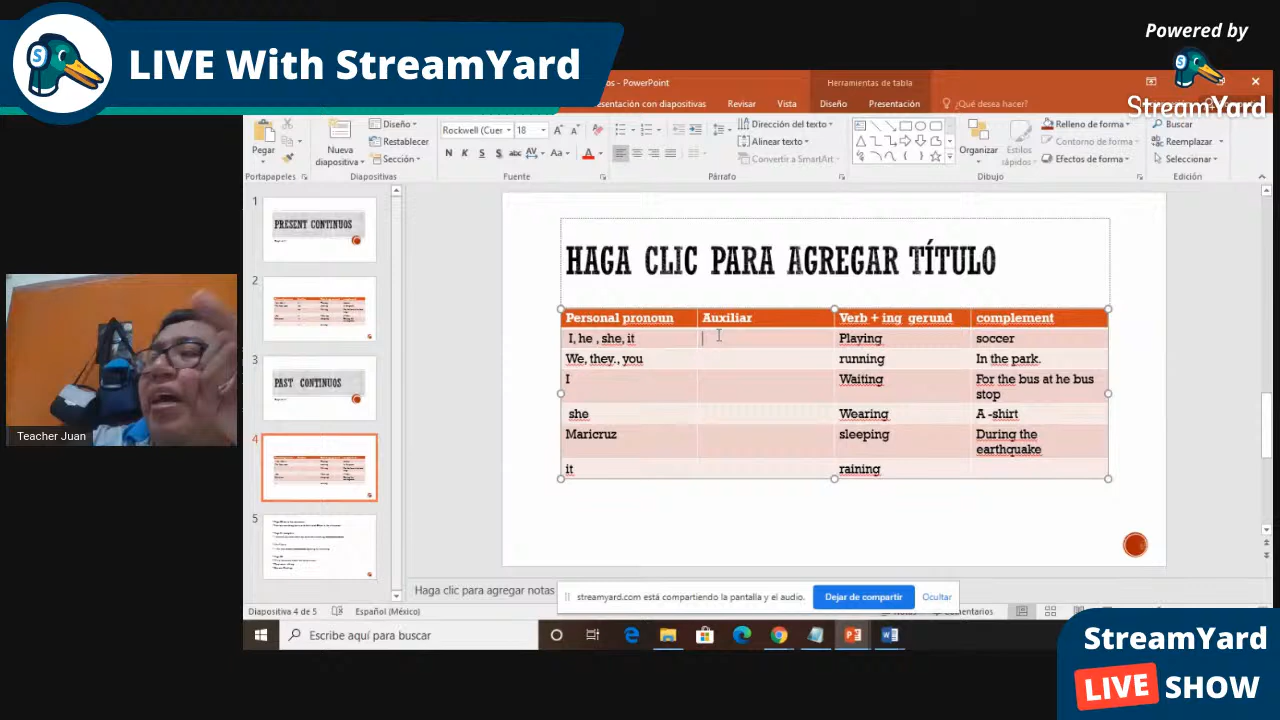 LIVE With StreamYard
Powered by
StreamYard
os - PowerPoint
Herramientas de tabla
Presentación con diapositivas
Revisar
Vista
Diseño
Presentación
¿Qué desea hacer?
Pegar
Nueva
diapositiva
Diseño
Restablecer
Sección
Rockwell (Cuer
18
N K S S abc AV Aa A
Dirección del texto
Alinear texto
Convertir a SmartArt
Organizar
Estilos
rápidos
Relleno de forma
Contorno de forma
Efectos de forma
Buscar
Reemplazar
Seleccionar
Portapapeles
Diapositivas
Fuente
Párrafo
Dibujo
Edición
1
PRESENT CONTINUOS
2
3
PAST CONTINUOS
4
5
HAGA CLIC PARA AGREGAR TÍTULO
Personal pronoun Auxiliar Verb + ing gerund complement
I, he , she, it Playing soccer
We, they., you running In the park.
I Waiting For the bus at he bus
stop
she Wearing A -shirt
Maricruz sleeping During the
earthquake
it raining
Teacher Juan
Haga clic para agregar notas
streamyard.com está compartiendo la pantalla y el audio.
Dejar de compartir
Ocultar
Diapositiva 4 de 5
Español (México)
Notas
Comentarios
Escribe aquí para buscar
StreamYard
LIVE SHOW